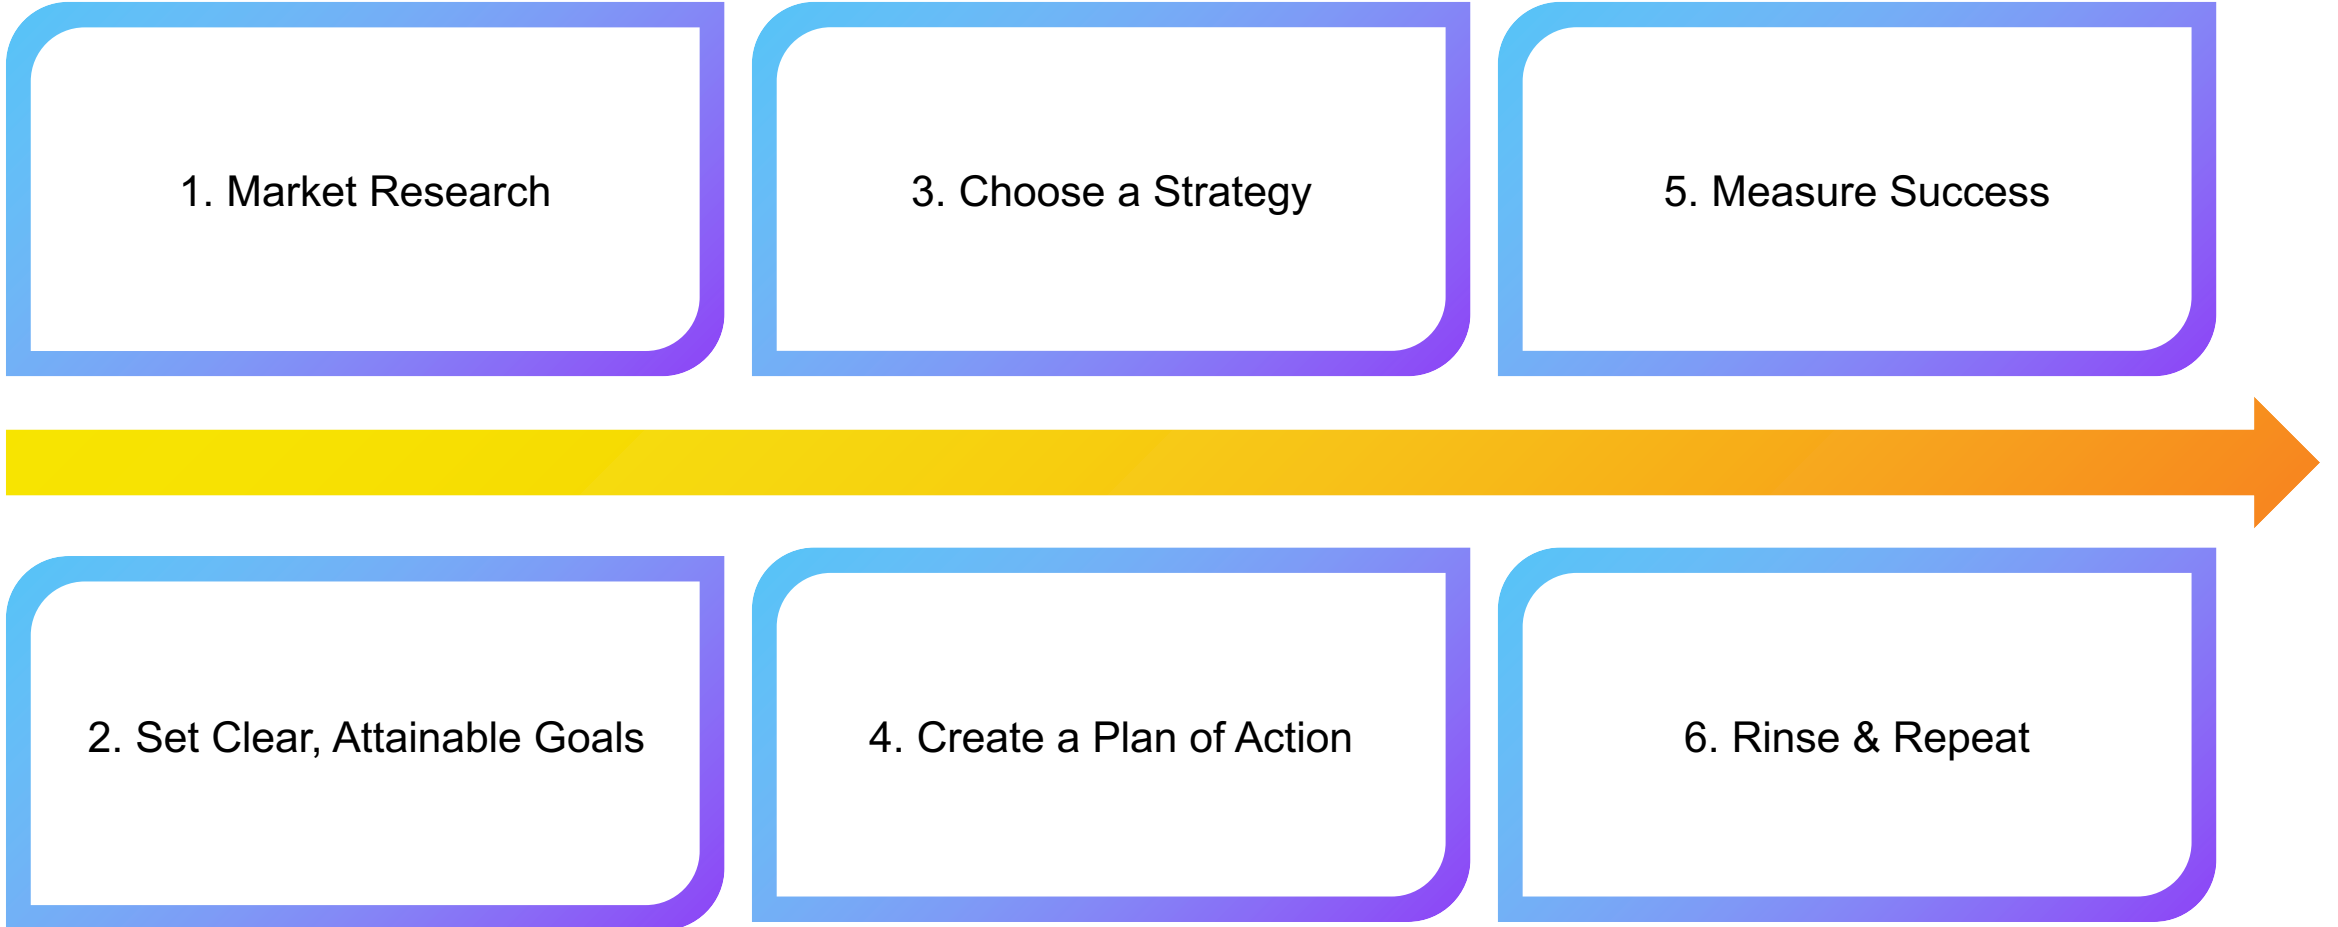 1. Market Research
2. Set Clear, Attainable Goals
3. Choose a Strategy
4. Create a Plan of Action
5. Measure Success
6. Rinse & Repeat